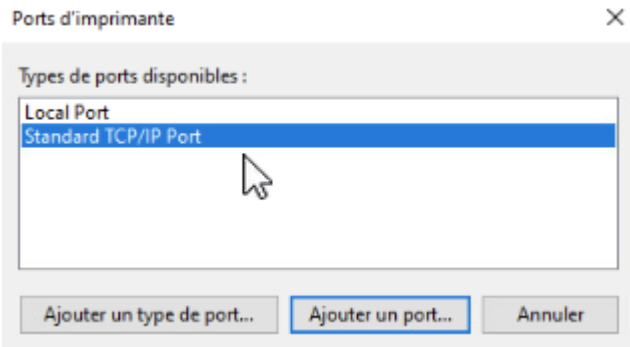 Ports d'imprimante
Types de ports disponibles :
Local Port
Standard TCP/IP Port
Ajouter un type de port... Ajouter un port... Annuler